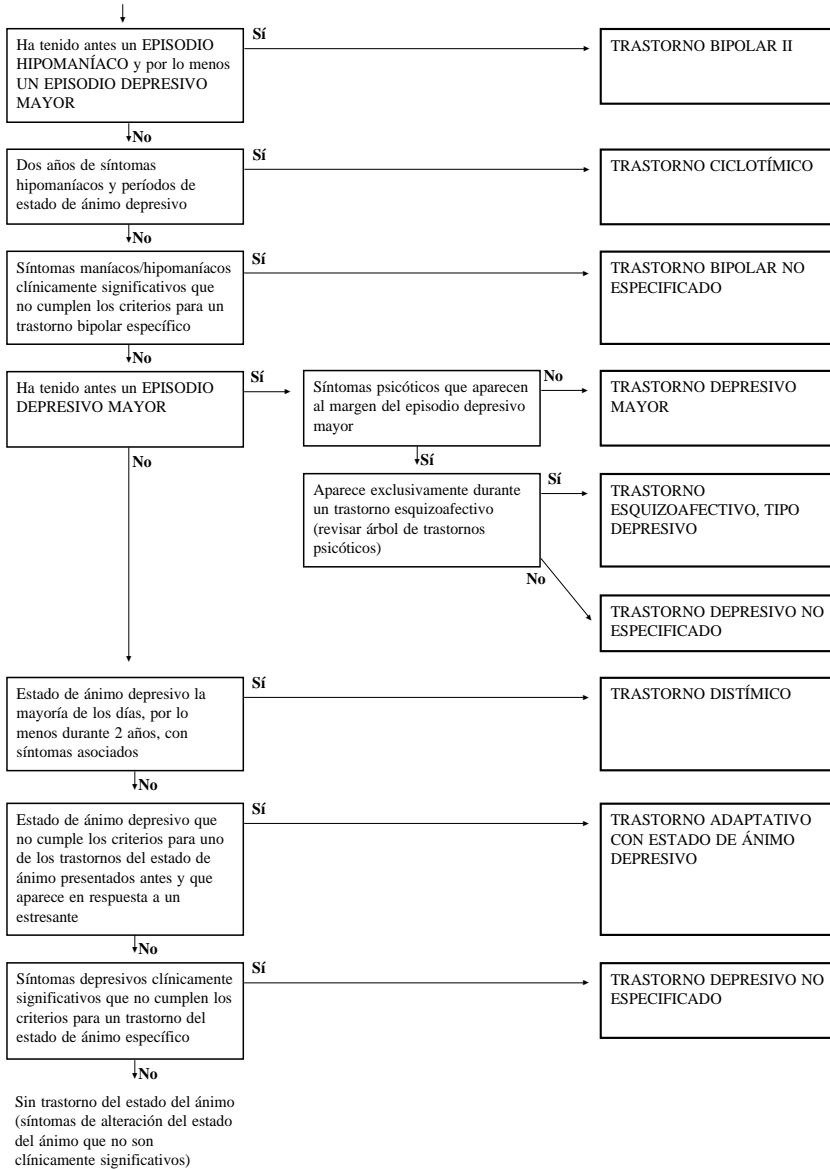 Ha tenido antes un EPISODIO
HIPOMANÍACO y por lo menos
UN EPISODIO DEPRESIVO
MAYOR
Sí
TRASTORNO BIPOLAR II
No
Dos años de síntomas
hipomaníacos y períodos de
estado de ánimo depresivo
Sí
TRASTORNO CICLOTÍMICO
No
Síntomas maníacos/hipomaníacos
clínicamente significativos que
no cumplen los criterios para un
trastorno bipolar específico
Sí
TRASTORNO BIPOLAR NO
ESPECIFICADO
No
Ha tenido antes un EPISODIO
DEPRESIVO MAYOR
Sí
Síntomas psicóticos que aparecen
al margen del episodio depresivo
mayor
No
TRASTORNO DEPRESIVO
MAYOR
No
Sí
Aparece exclusivamente durante
un trastorno esquizoafectivo
(revisar árbol de trastornos
psicóticos)
Sí
TRASTORNO
ESQUIZOAFECTIVO, TIPO
DEPRESIVO
No
TRASTORNO DEPRESIVO NO
ESPECIFICADO
Estado de ánimo depresivo la
mayoría de los días, por lo
menos durante 2 años, con
síntomas asociados
Sí
TRASTORNO DISTÍMICO
No
Estado de ánimo depresivo que
no cumple los criterios para uno
de los trastornos del estado de
ánimo presentados antes y que
aparece en respuesta a un
estresante
Sí
TRASTORNO ADAPTATIVO
CON ESTADO DE ÁNIMO
DEPRESIVO
No
Síntomas depresivos clínicamente
significativos que no cumplen los
criterios para un trastorno del
estado de ánimo específico
Sí
TRASTORNO DEPRESIVO NO
ESPECIFICADO
No
Sin trastorno del estado del ánimo
(síntomas de alteración del estado
del ánimo que no son
clínicamente significativos)